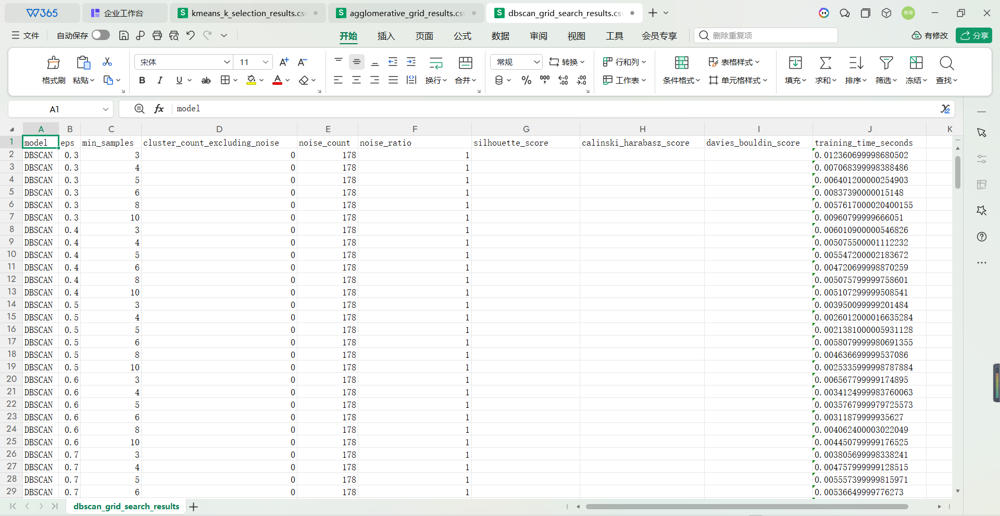 W365 企业工作台 kmeans_k_selection_results.csv agglomerative_grid_results.csv dbscan_grid_search_results.csv
文件 自动保存 开始 插入 页面 公式 数据 审阅 视图 工具 会员专享 删除重复项 有修改 分享
宋体 11 A+ A- 常规 转换 行和列 表格样式
格式刷 粘贴 B I U ab A 换行 合并 % 工作表 条件格式 单元格样式 填充 求和 排序 筛选 冻结 查找
A1 fx model
A B C D E F G H I J K
1 model eps min_samples cluster_count_excluding_noise noise_count noise_ratio silhouette_score calinski_harabasz_score davies_bouldin_score training_time_seconds
2 DBSCAN 0.3 3 0 178 1 0.012360699998680502
3 DBSCAN 0.3 4 0 178 1 0.007068399998388486
4 DBSCAN 0.3 5 0 178 1 0.006401200000254903
5 DBSCAN 0.3 6 0 178 1 0.00837390000015148
6 DBSCAN 0.3 8 0 178 1 0.0057617000020400155
7 DBSCAN 0.3 10 0 178 1 0.00960799999666051
8 DBSCAN 0.4 3 0 178 1 0.006010900000546826
9 DBSCAN 0.4 4 0 178 1 0.005075500001112232
10 DBSCAN 0.4 5 0 178 1 0.005547200002183672
11 DBSCAN 0.4 6 0 178 1 0.004720699998870259
12 DBSCAN 0.4 8 0 178 1 0.005075799999758601
13 DBSCAN 0.4 10 0 178 1 0.005107299999508541
14 DBSCAN 0.5 3 0 178 1 0.003950099999201484
15 DBSCAN 0.5 4 0 178 1 0.0026012000016635284
16 DBSCAN 0.5 5 0 178 1 0.0021381000005931128
17 DBSCAN 0.5 6 0 178 1 0.0058079999980691355
18 DBSCAN 0.5 8 0 178 1 0.004636699999537086
19 DBSCAN 0.5 10 0 178 1 0.0025335999998787884
20 DBSCAN 0.6 3 0 178 1 0.006567799999174895
21 DBSCAN 0.6 4 0 178 1 0.0034124999983760063
22 DBSCAN 0.6 5 0 178 1 0.0035767999979725573
23 DBSCAN 0.6 6 0 178 1 0.00311879999935627
24 DBSCAN 0.6 8 0 178 1 0.004062400003022049
25 DBSCAN 0.6 10 0 178 1 0.004450799999176525
26 DBSCAN 0.7 3 0 178 1 0.003805699998338241
27 DBSCAN 0.7 4 0 178 1 0.004757999999128515
28 DBSCAN 0.7 5 0 178 1 0.005557399999815971
29 DBSCAN 0.7 6 0 178 1 0.00536649999776273
dbscan_grid_search_results